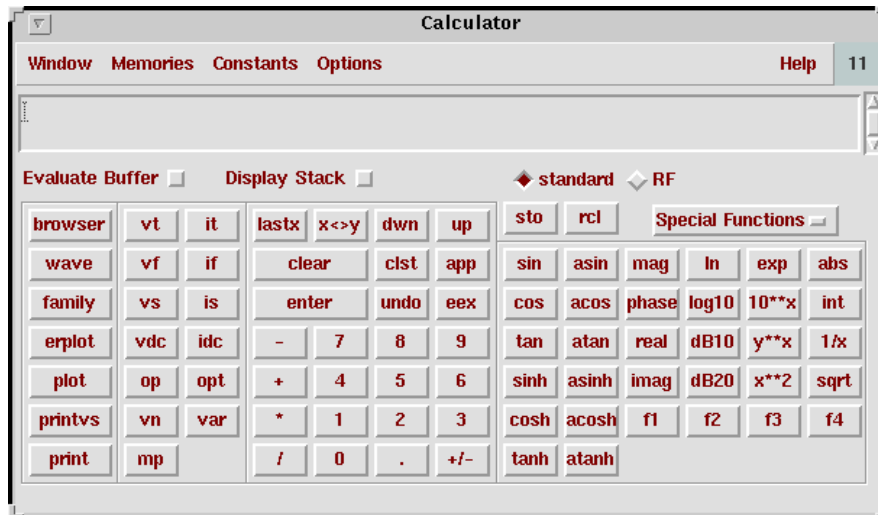 Calculator
Window Memories Constants Options Help 11
Evaluate Buffer Display Stack standard RF
sto rcl Special Functions
browser vt it lastx x<>y dwn up
wave vf if clear clst app sin asin mag ln exp abs
family vs is enter undo eex cos acos phase log10 10**x int
erplot vdc idc - 7 8 9 tan atan real dB10 y**x 1/x
plot op opt + 4 5 6 sinh asinh imag dB20 x**2 sqrt
printvs vn var * 1 2 3 cosh acosh f1 f2 f3 f4
print mp / 0 . +/- tanh atanh